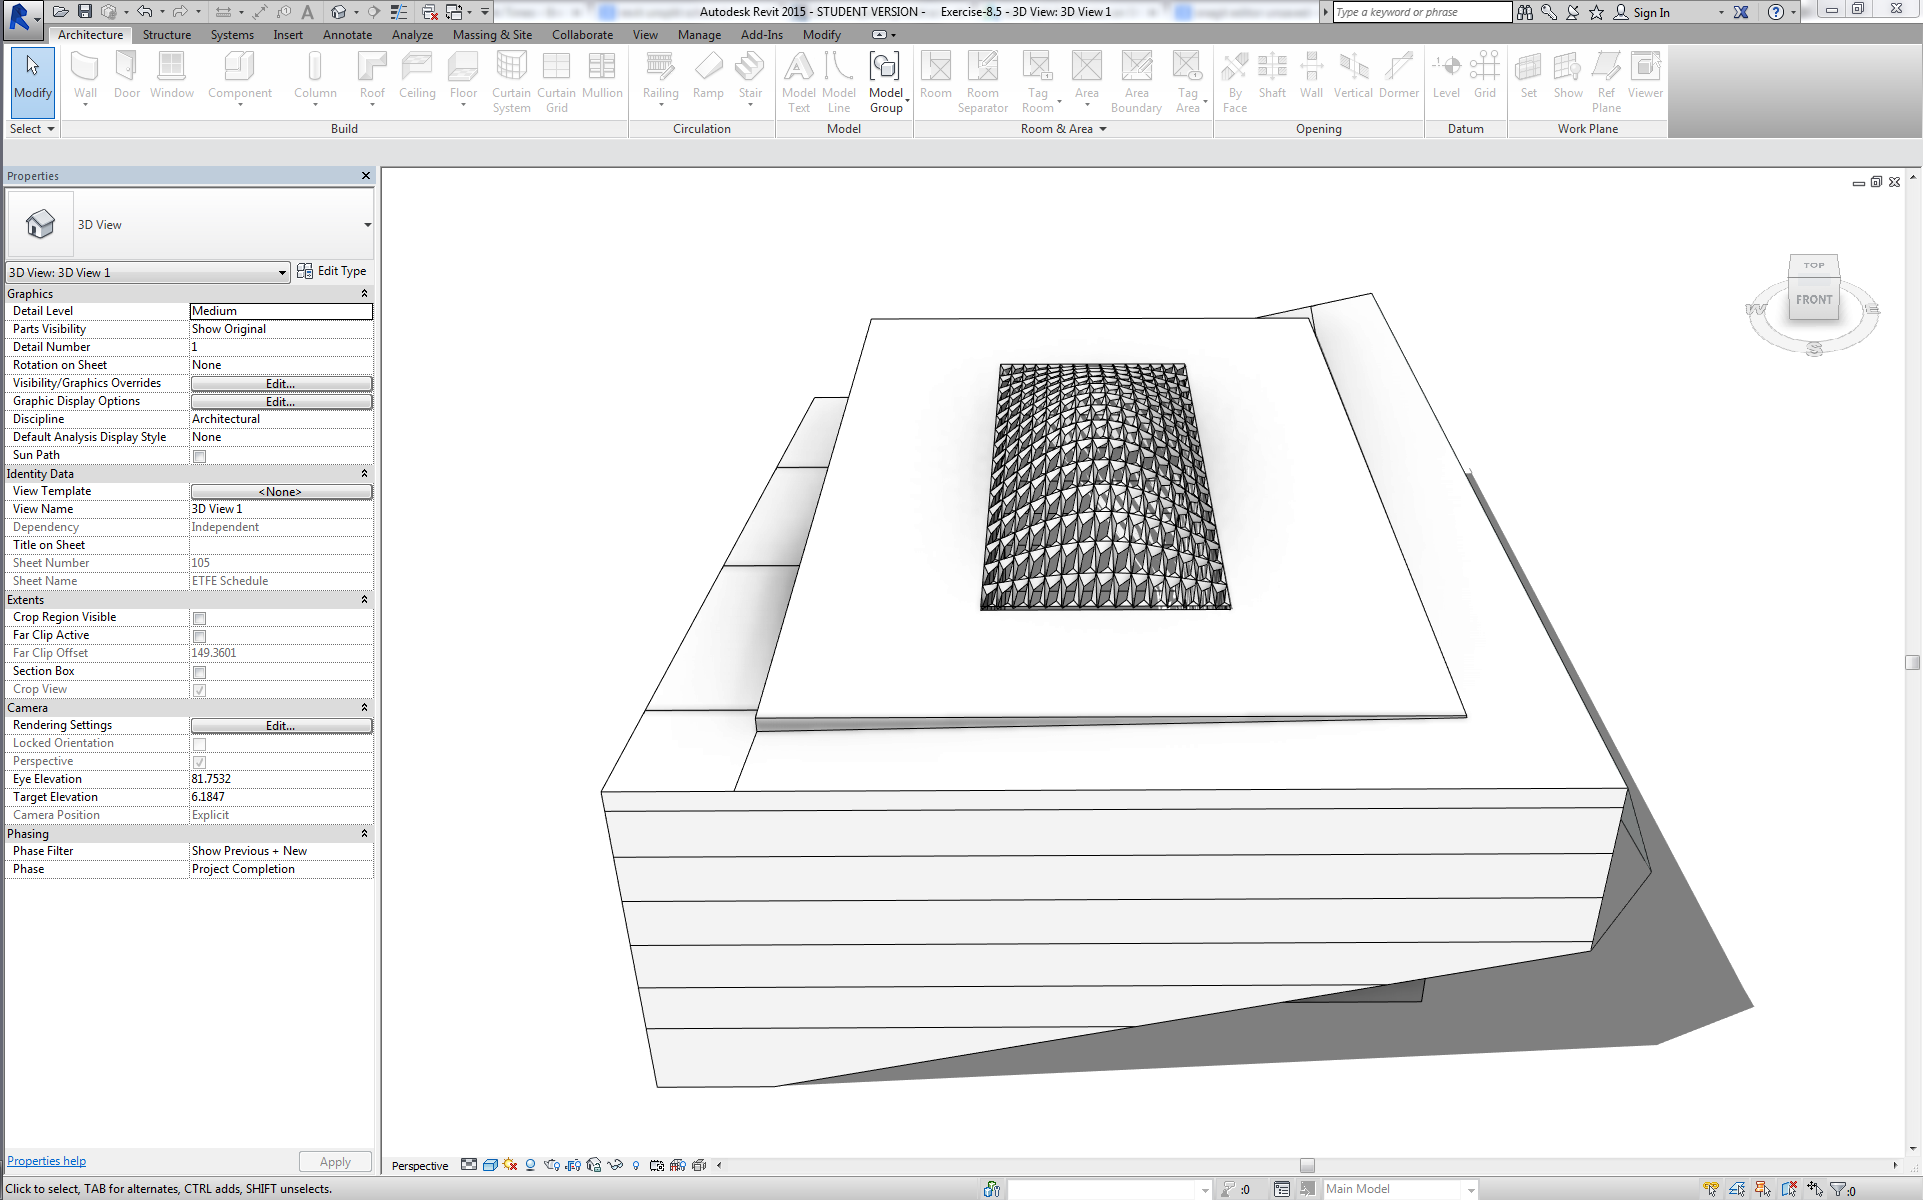 Autodesk Revit 2015 - STUDENT VERSION - Exercise-8.5 - 3D View: 3D View 1
Type a keyword or phrase
Sign In
Architecture Structure Systems Insert Annotate Analyze Massing & Site Collaborate View Manage Add-Ins Modify
Modify Wall Door Window Component Column Roof Ceiling Floor Curtain System Curtain Grid Mullion Railing Ramp Stair Model Text Model Line Model Group Room Room Separator Tag Room Area Area Boundary Tag Area By Face Shaft Wall Vertical Dormer Level Grid Set Show Ref Plane Viewer
Select Build Circulation Model Room & Area Opening Datum Work Plane
Properties
3D View
3D View: 3D View 1 Edit Type
Graphics
Detail Level Medium
Parts Visibility Show Original
Detail Number 1
Rotation on Sheet None
Visibility/Graphics Overrides Edit...
Graphic Display Options Edit...
Discipline Architectural
Default Analysis Display Style None
Sun Path
Identity Data
View Template <None>
View Name 3D View 1
Dependency Independent
Title on Sheet
Sheet Number 105
Sheet Name ETFE Schedule
Extents
Crop Region Visible
Far Clip Active
Far Clip Offset 149.3601
Section Box
Crop View
Camera
Rendering Settings Edit...
Locked Orientation
Perspective
Eye Elevation 81.7532
Target Elevation 6.1847
Camera Position Explicit
Phasing
Phase Filter Show Previous + New
Phase Project Completion
TOP
FRONT
W E
S
Properties help Apply
Perspective
Click to select, TAB for alternates, CTRL adds, SHIFT unselects.
:0
Main Model
:0